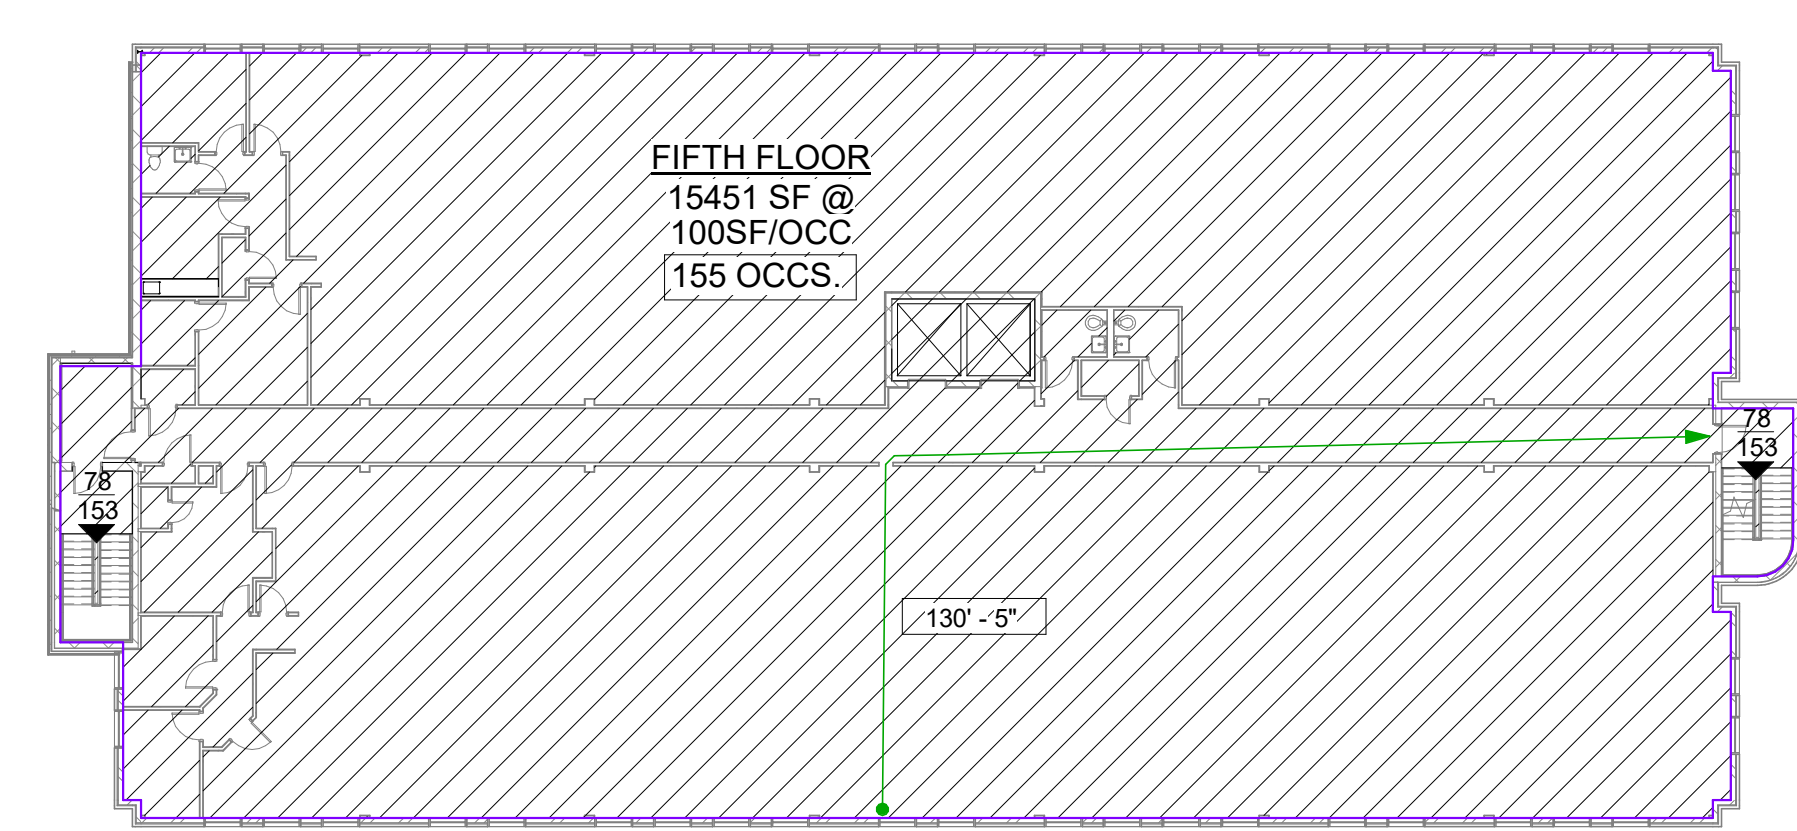 FIFTH FLOOR
15451 SF @
100SF/OCC
155 OCCS.
78
153
78
153
130' - 5"